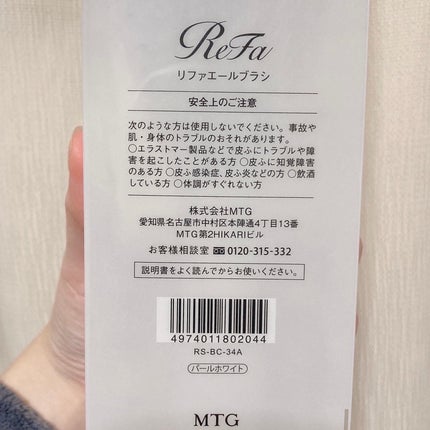 ReFa
リファエールブラシ
安全上のご注意
次のような方は使用しないでください。事故や
肌・身体のトラブルのおそれがあります。
○エラストマー製品などで皮ふにトラブルや障
害を起こしたことがある方 ○皮ふに知覚障害
のある方 ○皮ふ感染症、皮ふ炎などの方 ○飲酒
している方 ○体調がすぐれない方
株式会社MTG
愛知県名古屋市中村区本陣通4丁目13番
MTG第2HIKARIビル
お客様相談室 0120-315-332
説明書をよく読んでからお使いください。
4974011802044
RS-BC-34A
パールホワイト
MTG